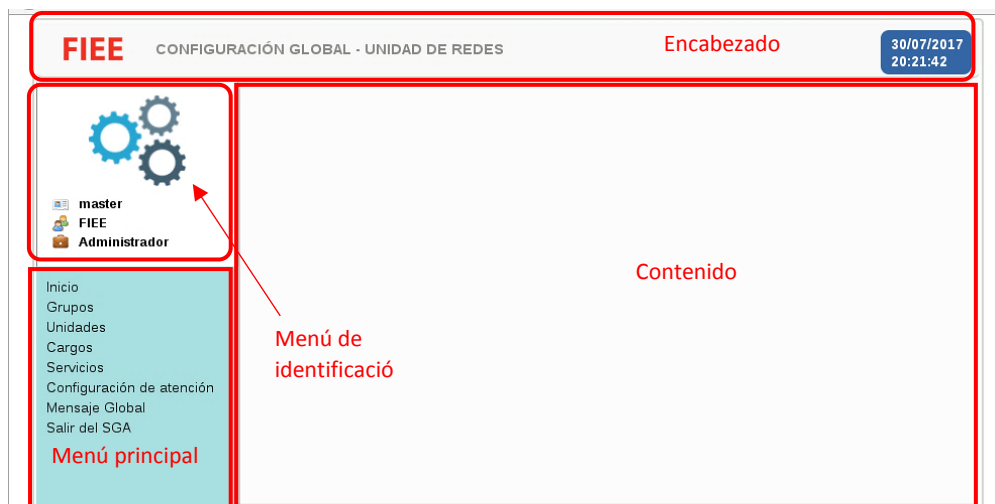 FIEE
CONFIGURACIÓN GLOBAL - UNIDAD DE REDES
Encabezado
30/07/2017
20:21:42
master
FIEE
Administrador
Contenido
Inicio
Grupos
Unidades
Cargos
Servicios
Configuración de atención
Mensaje Global
Salir del SGA
Menú de
identificació
Menú principal